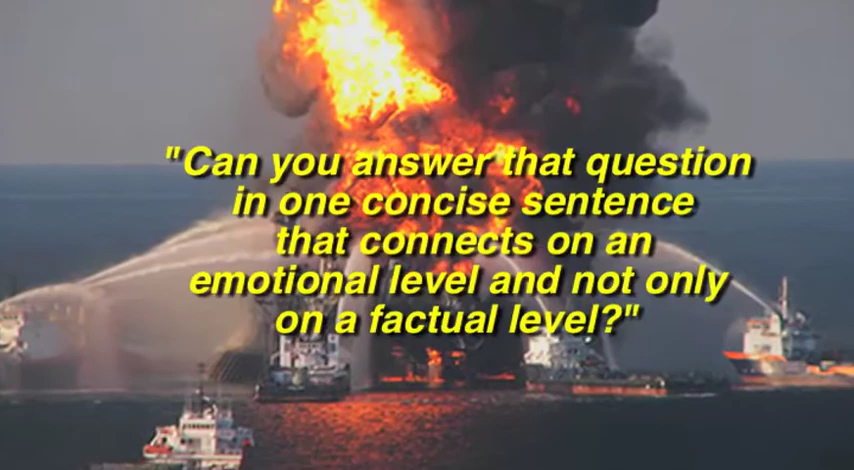 "Can you answer that question
in one concise sentence
that connects on an
emotional level and not only
on a factual level?"